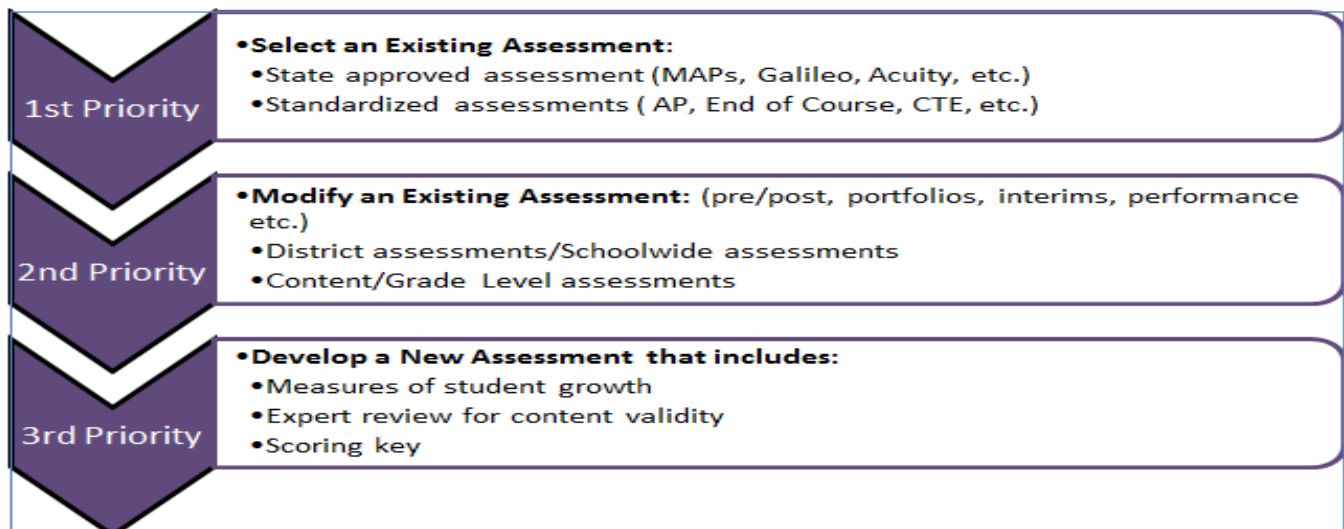 1st Priority
•Select an Existing Assessment:
•State approved assessment (MAPs, Galileo, Acuity, etc.)
•Standardized assessments ( AP, End of Course, CTE, etc.)
2nd Priority
•Modify an Existing Assessment: (pre/post, portfolios, interims, performance
etc.)
•District assessments/Schoolwide assessments
•Content/Grade Level assessments
3rd Priority
•Develop a New Assessment that includes:
•Measures of student growth
•Expert review for content validity
•Scoring key